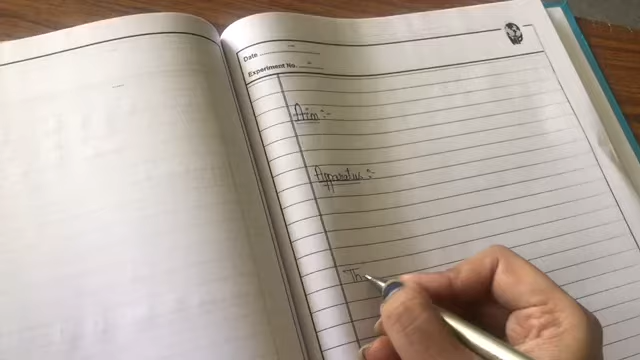 Date
Experiment No.
Aim :-
Apparatus :-
Th